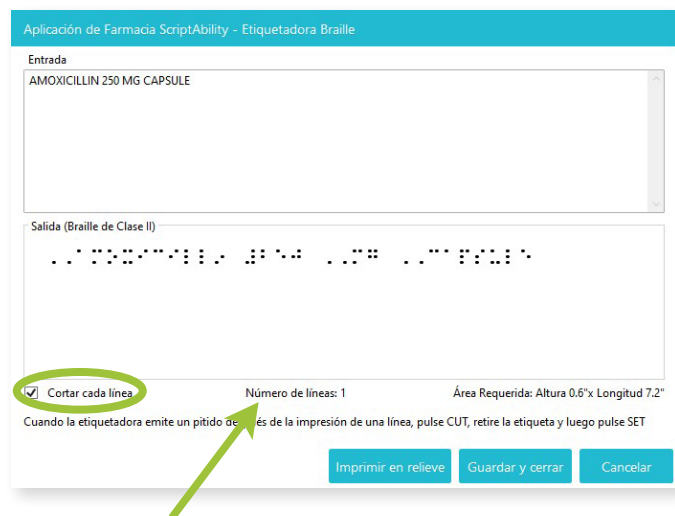 Aplicación de Farmacia ScriptAbility - Etiquetadora Braille
Entrada
AMOXICILLIN 250 MG CAPSULE
Salida (Braille de Clase II)
Cortar cada línea
Número de líneas: 1
Área Requerida: Altura 0.6"x Longitud 7.2"
Cuando la etiquetadora emite un pitido después de la impresión de una línea, pulse CUT, retire la etiqueta y luego pulse SET
Imprimir en relieve
Guardar y cerrar
Cancelar